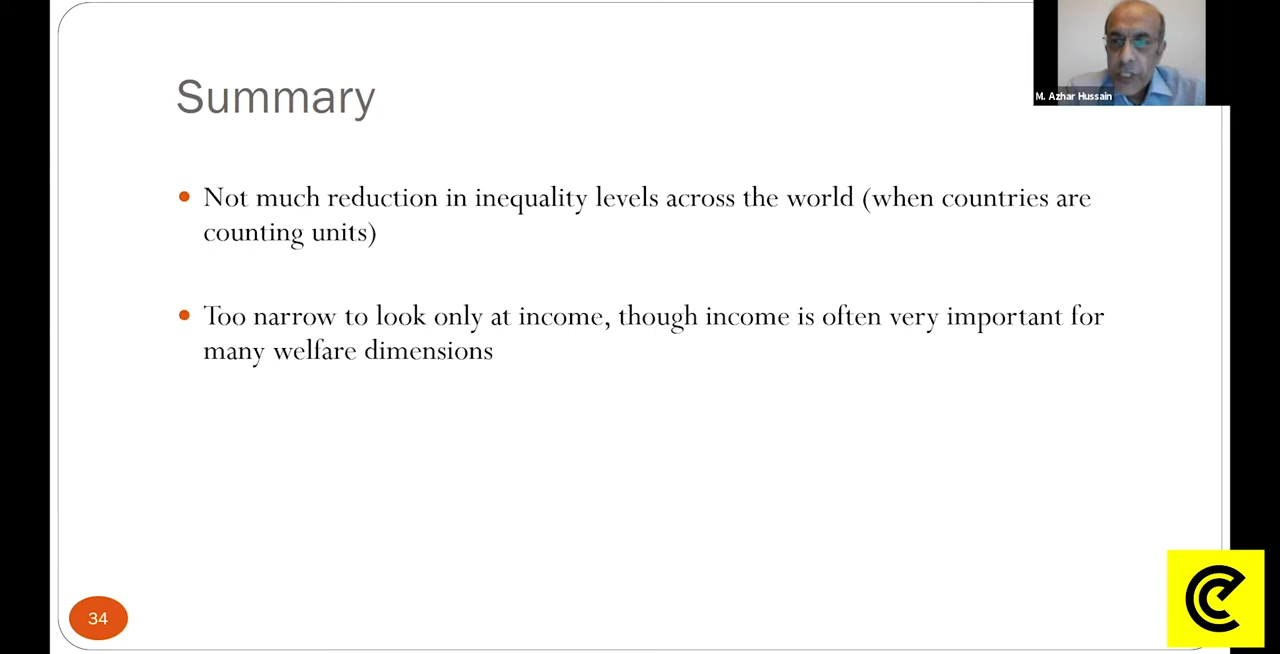 M. Azhar Hussain
Summary
Not much reduction in inequality levels across the world (when countries are
counting units)
Too narrow to look only at income, though income is often very important for
many welfare dimensions
34